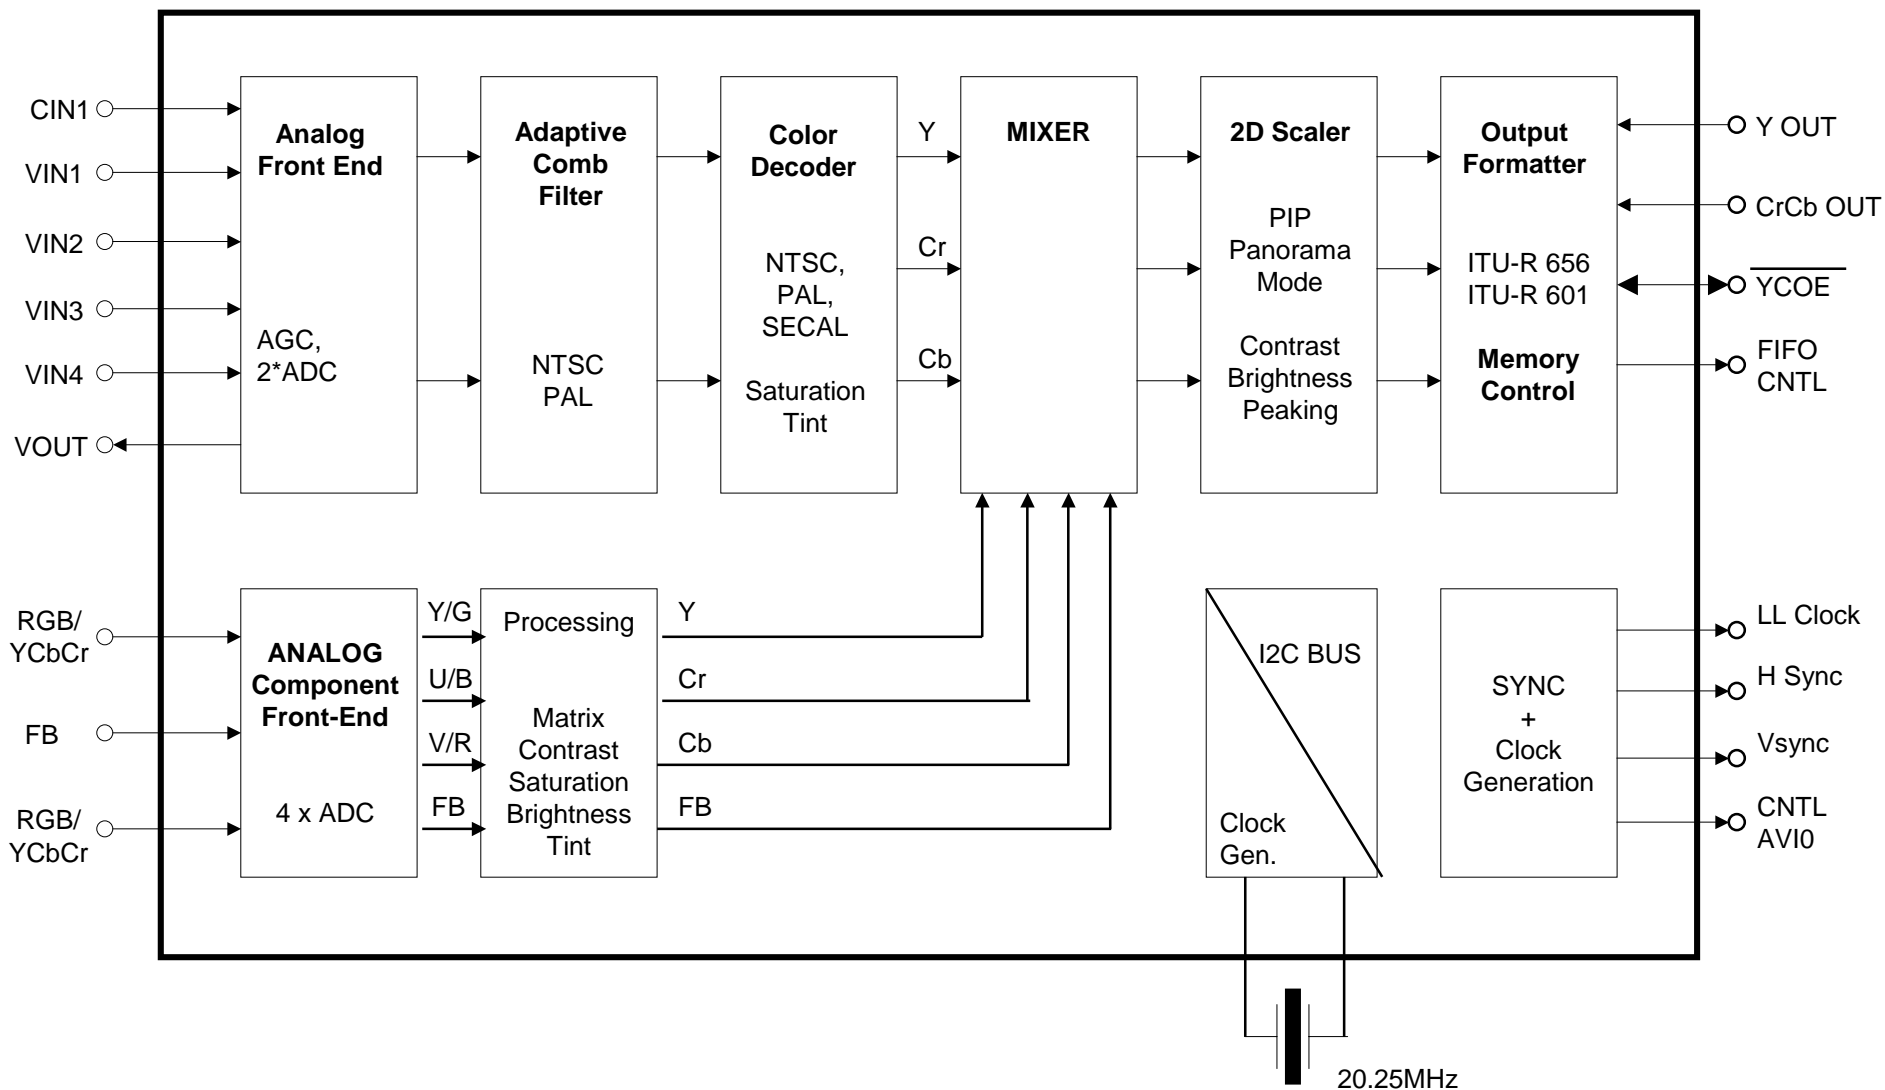 CIN1
VIN1
VIN2
VIN3
VIN4
VOUT
Analog
Front End
AGC,
2*ADC
Adaptive
Comb
Filter
NTSC
PAL
Color
Decoder
NTSC,
PAL,
SECAL
Saturation
Tint
Y
Cr
Cb
MIXER
2D Scaler
PIP
Panorama
Mode
Contrast
Brightness
Peaking
Output
Formatter
ITU-R 656
ITU-R 601
Memory
Control
Y OUT
CrCb OUT
YCOE
FIFO
CNTL
RGB/
YCbCr
FB
RGB/
YCbCr
ANALOG
Component
Front-End
4 x ADC
Y/G
U/B
V/R
FB
Processing
Matrix
Contrast
Saturation
Brightness
Tint
Y
Cr
Cb
FB
I2C BUS
Clock
Gen.
SYNC
+
Clock
Generation
LL Clock
H Sync
Vsync
CNTL
AVI0
20.25MHz